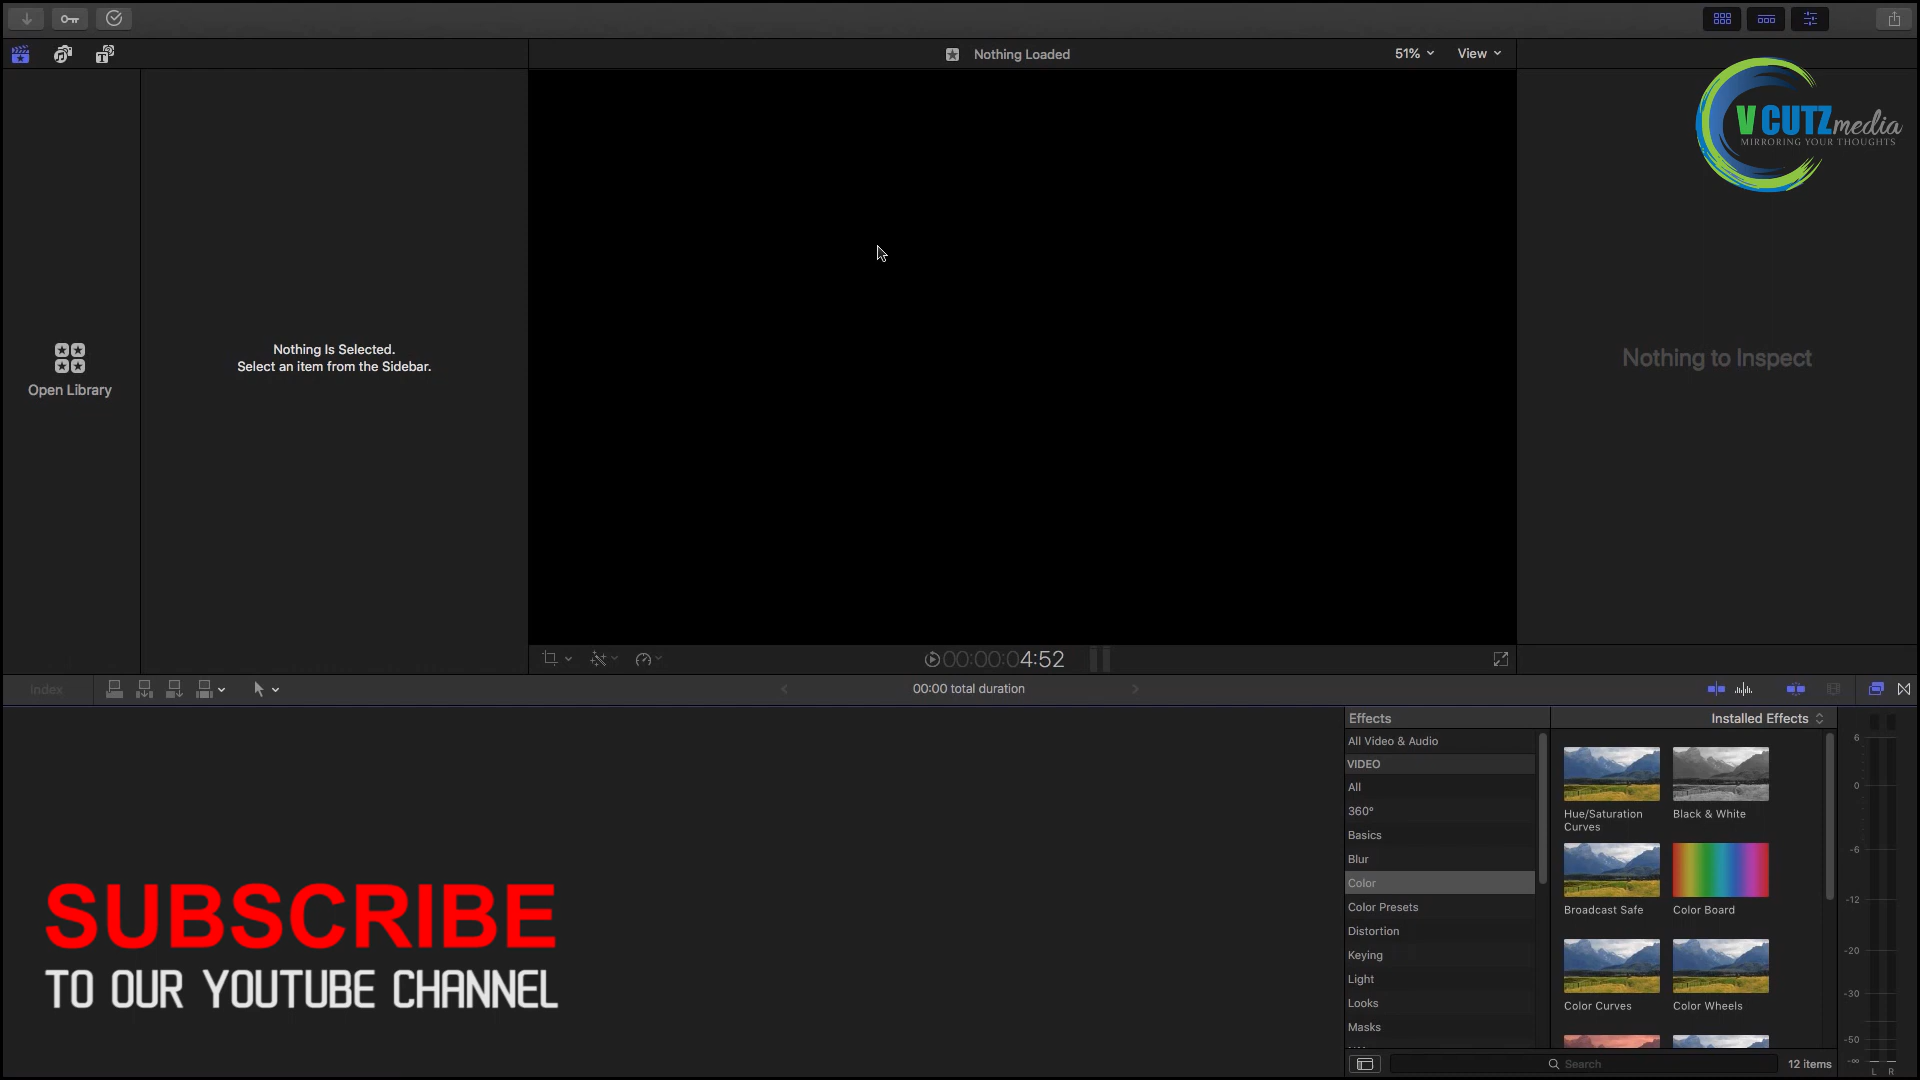 Nothing Loaded
51%
View
V CUTZmedia
MIRRORING YOUR THOUGHTS
Nothing Is Selected.
Select an item from the Sidebar.
Open Library
Nothing to Inspect
00:00:04:52
Index
00:00 total duration
Effects
Installed Effects
All Video & Audio
VIDEO
All
360°
Basics
Blur
Color
Color Presets
Distortion
Keying
Light
Looks
Masks
Hue/Saturation
Curves
Black & White
Broadcast Safe
Color Board
Color Curves
Color Wheels
6
0
-6
-12
-20
-30
-50
-∞
L R
Search
12 items
SUBSCRIBE
TO OUR YOUTUBE CHANNEL